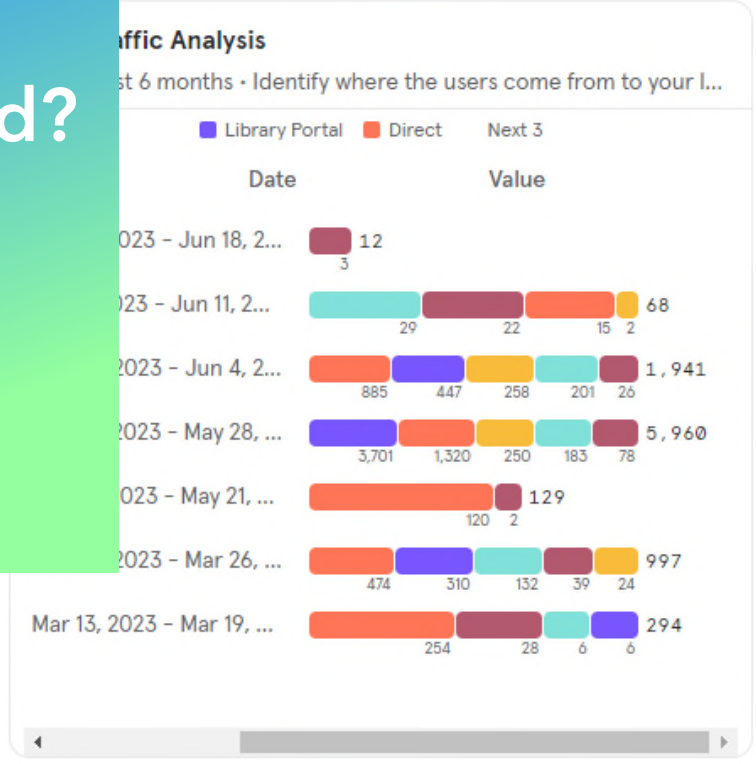 d?
affic Analysis
st 6 months · Identify where the users come from to your l...
Library Portal Direct Next 3
Date Value
023 - Jun 18, 2... 12
3
023 - Jun 11, 2... 68
29 22 15 2
2023 - Jun 4, 2... 1,941
885 447 258 201 26
2023 - May 28, ... 5,960
3,701 1,320 250 183 78
023 - May 21, ... 129
120 2
2023 - Mar 26, ... 997
474 310 132 39 24
Mar 13, 2023 - Mar 19, ... 294
254 28 6 6